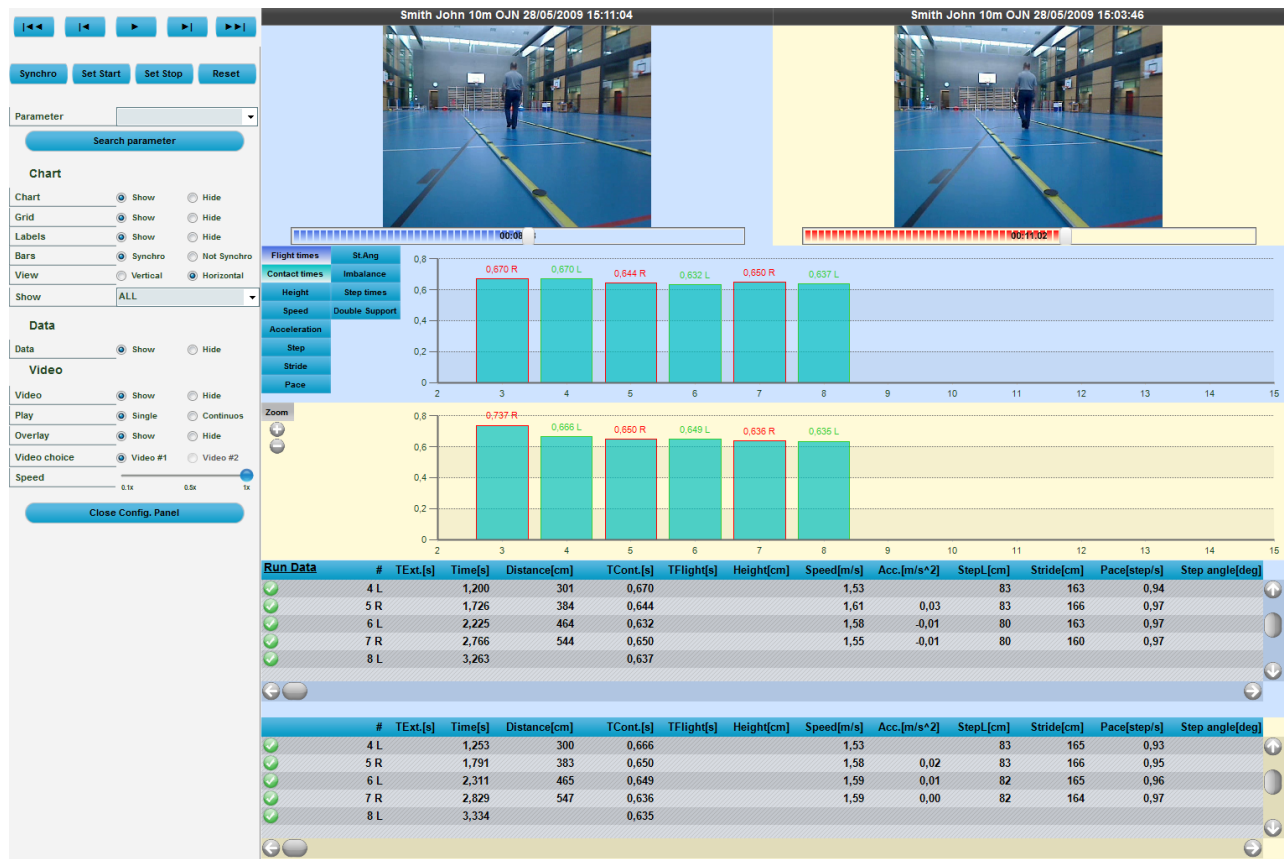 Smith John 10m OJN 28/05/2009 15:11:04
Smith John 10m OJN 28/05/2009 15:03:46
Synchro Set Start Set Stop Reset
Parameter
Search parameter
Chart
Chart Show Hide
Grid Show Hide
Labels Show Hide
Bars Synchro Not Synchro
View Vertical Horizontal
Show ALL
Data
Data Show Hide
Video
Video Show Hide
Play Single Continuos
Overlay Show Hide
Video choice Video #1 Video #2
Speed
0.1x 0.5x 1x
Close Config. Panel
00:11.02
Flight times St.Ang
Contact times Imbalance
Height Step times
Speed Double Support
Acceleration
Step
Stride
Pace
0,8
0,6
0,4
0,2
0
0,670 R 0,670 L 0,644 R 0,632 L 0,650 R 0,637 L
2 3 4 5 6 7 8 9 10 11 12 13 14 15
Zoom
0,8
0,6
0,4
0,2
0
0,737 R 0,666 L 0,650 R 0,649 L 0,636 R 0,635 L
2 3 4 5 6 7 8 9 10 11 12 13 14 15
Run Data # TExt.[s] Time[s] Distance[cm] TCont.[s] TFlight[s] Height[cm] Speed[m/s] Acc.[m/s^2] StepL[cm] Stride[cm] Pace[step/s] Step angle[deg]
4 L 1,200 301 0,670 1,53 83 163 0,94
5 R 1,726 384 0,644 1,61 0,03 83 166 0,97
6 L 2,225 464 0,632 1,58 -0,01 80 163 0,97
7 R 2,766 544 0,650 1,55 -0,01 80 160 0,97
8 L 3,263 0,637
# TExt.[s] Time[s] Distance[cm] TCont.[s] TFlight[s] Height[cm] Speed[m/s] Acc.[m/s^2] StepL[cm] Stride[cm] Pace[step/s] Step angle[deg]
4 L 1,253 300 0,666 1,53 83 165 0,93
5 R 1,791 383 0,650 1,58 0,02 83 166 0,95
6 L 2,311 465 0,649 1,59 0,01 82 165 0,96
7 R 2,829 547 0,636 1,59 0,00 82 164 0,97
8 L 3,334 0,635